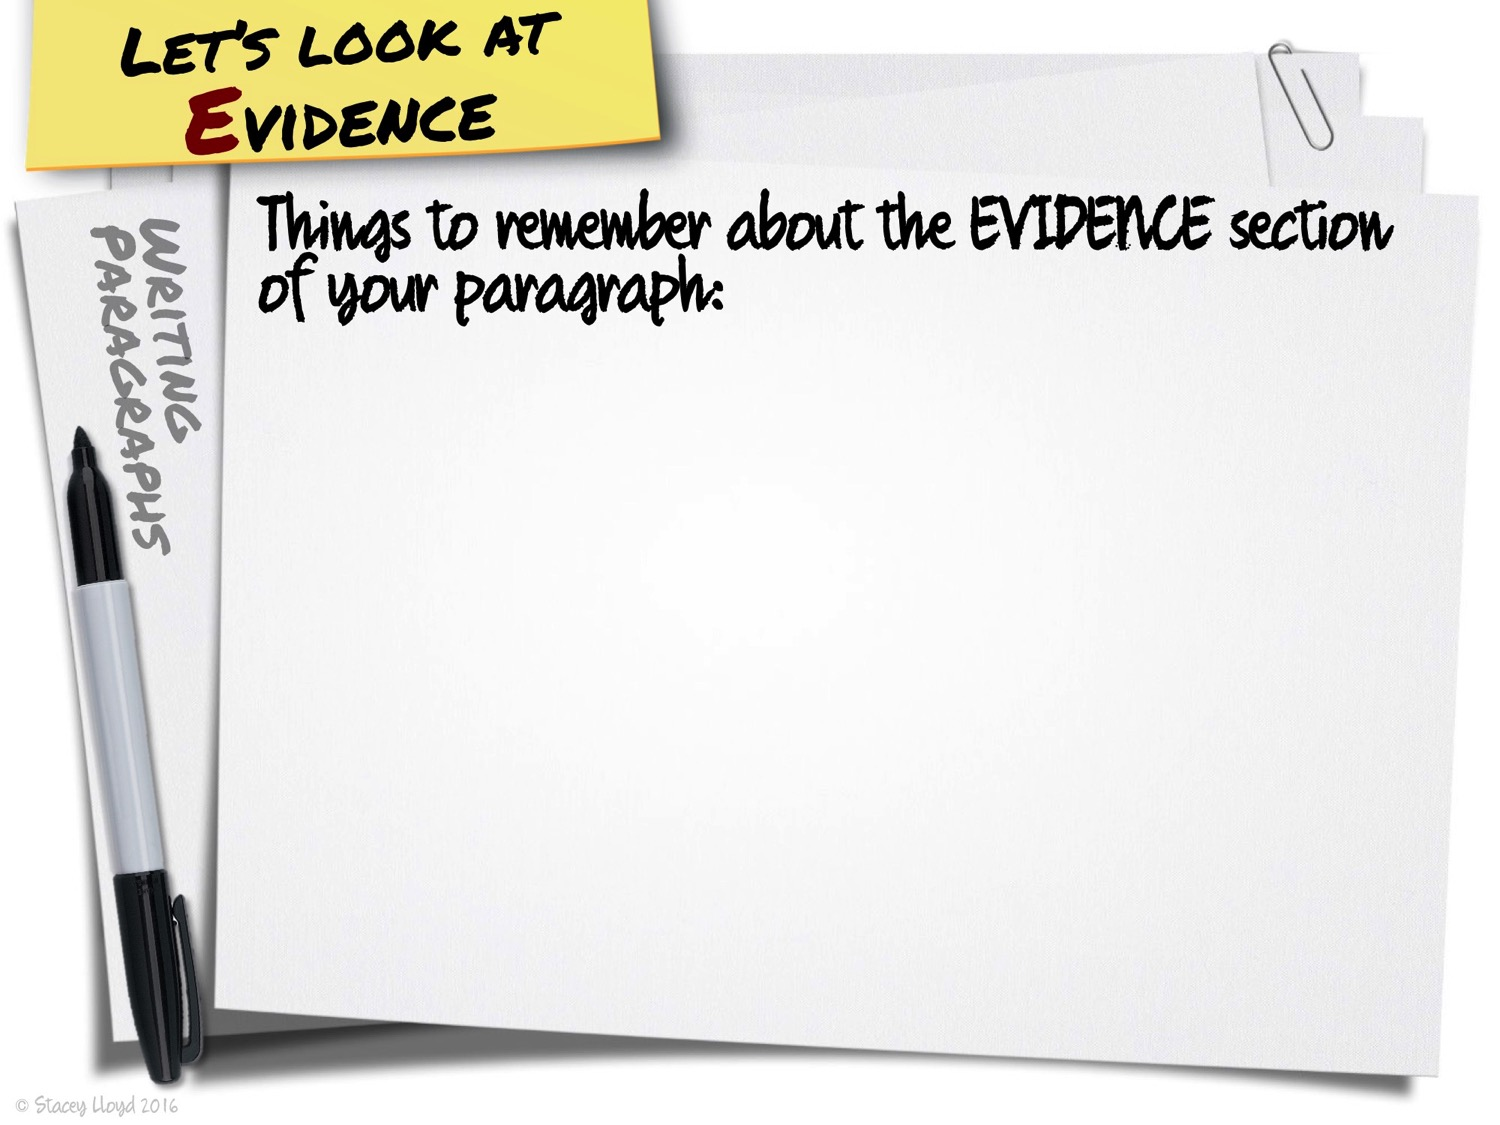 LET'S LOOK AT
EVIDENCE
Things to remember about the EVIDENCE section
of your paragraph:
WRITING
PARAGRAPHS
© Stacey Lloyd 2016